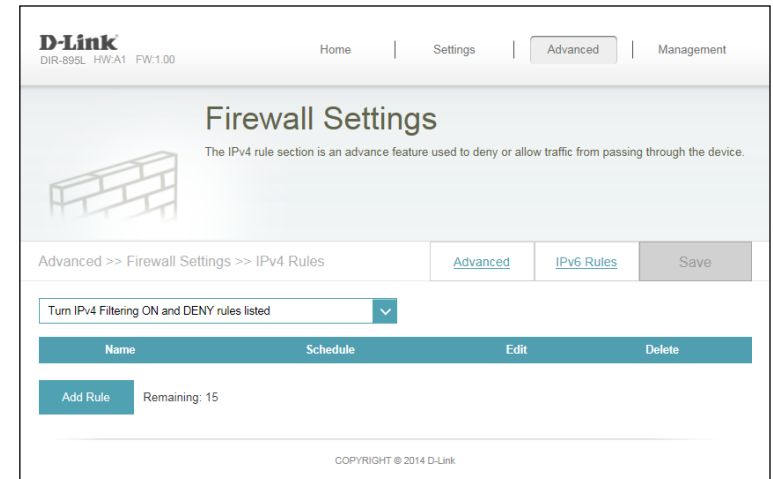 D-Link
DIR-895L HW:A1 FW:1.00
Home
Settings
Advanced
Management
Firewall Settings
The IPv4 rule section is an advance feature used to deny or allow traffic from passing through the device.
Advanced >> Firewall Settings >> IPv4 Rules
Advanced
IPv6 Rules
Save
Turn IPv4 Filtering ON and DENY rules listed
Name Schedule Edit Delete
Add Rule
Remaining: 15
COPYRIGHT © 2014 D-Link